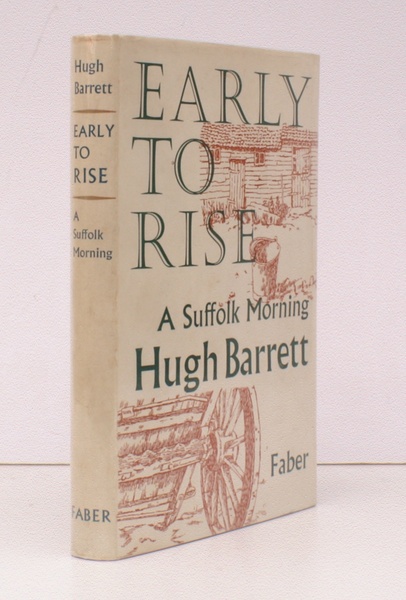 Hugh
Barrett
EARLY
TO
RISE
A
Suffolk
Morning
FABER
EARLY
TO
RISE
A Suffolk Morning
Hugh Barrett
Faber